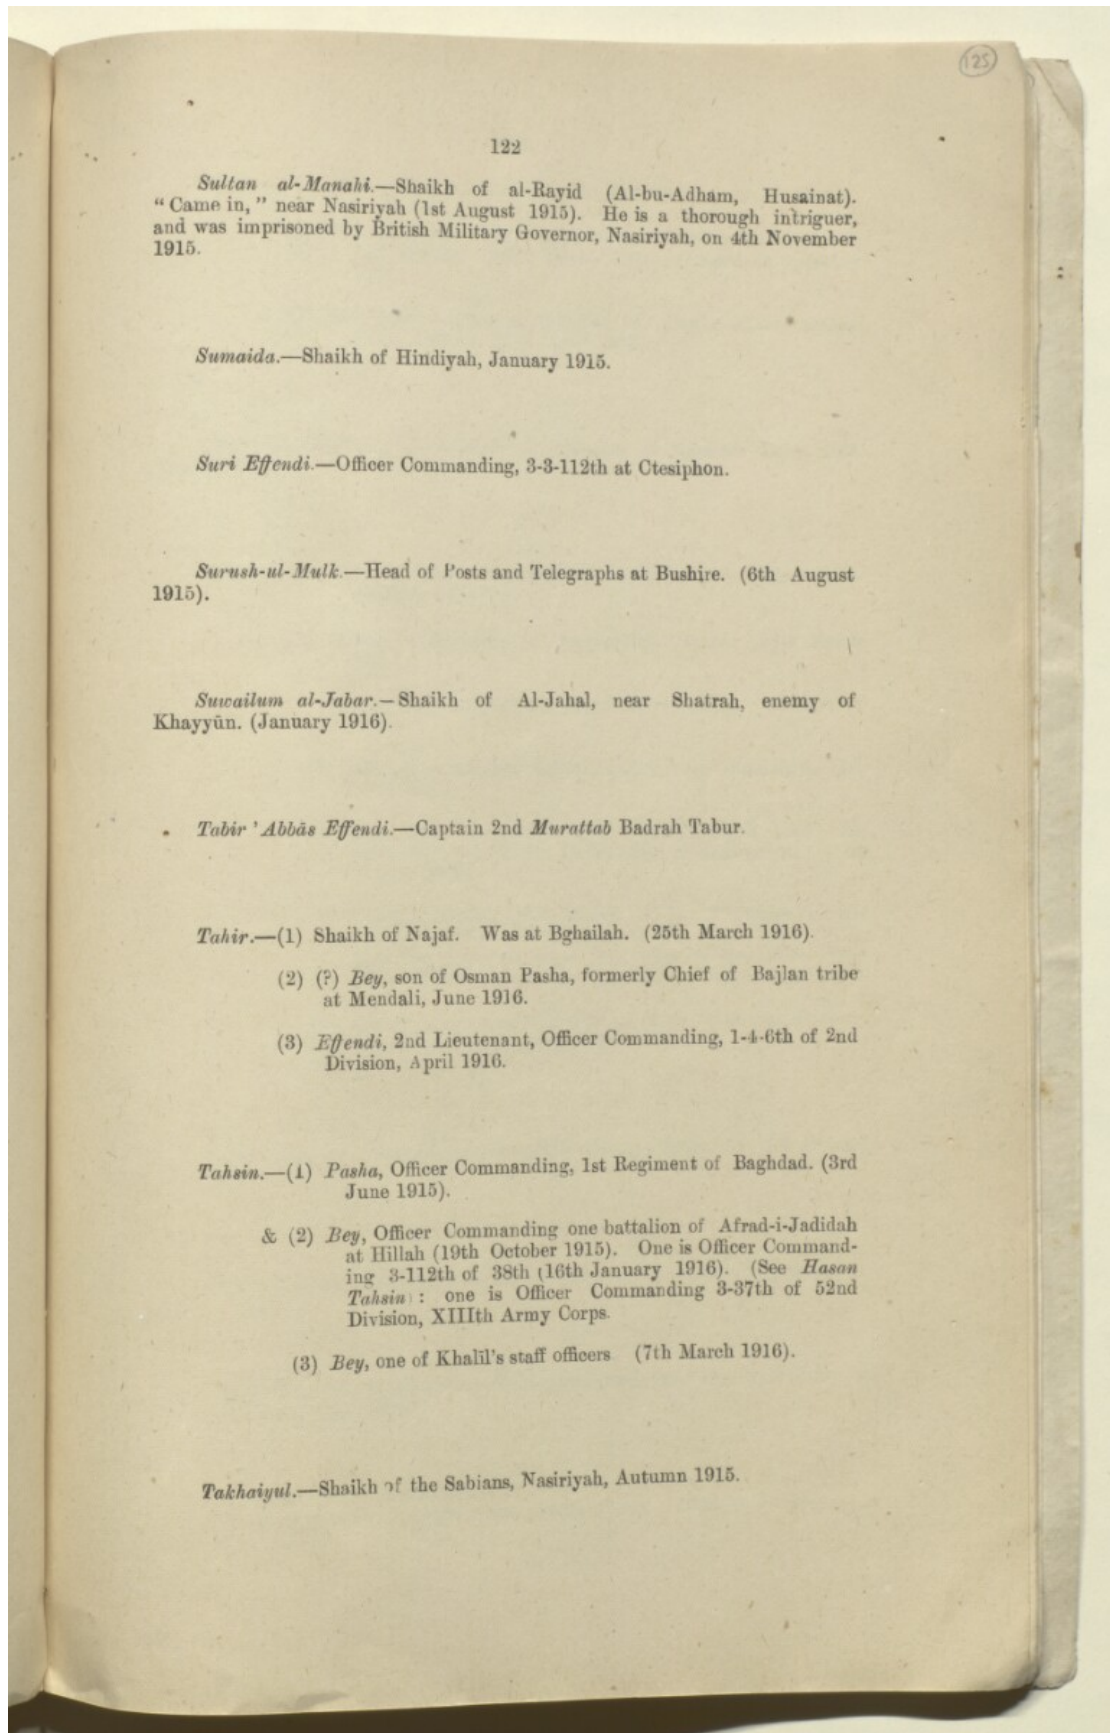 125
122
Sultan al-Manahi.—Shaikh of al-Rayid (Al-bu-Adham, Husainat).
“Came in,” near Nasiriyah (1st August 1915). He is a thorough intriguer,
and was imprisoned by British Military Governor, Nasiriyah, on 4th November
1915.
Sumaida.—Shaikh of Hindiyah, January 1915.
Suri Effendi.—Officer Commanding, 3-3-112th at Ctesiphon.
Surush-ul-Mulk.—Head of Posts and Telegraphs at Bushire. (6th August
1915).
Suwailum al-Jabar.—Shaikh of Al-Jahal, near Shatrah, enemy of
Khayyūn. (January 1916).
Tabir 'Abbās Effendi.—Captain 2nd Murattab Badrah Tabur.
Tahir.—(1) Shaikh of Najaf. Was at Bghailah. (25th March 1916).
(2) (?) Bey, son of Osman Pasha, formerly Chief of Bajlan tribe
at Mendali, June 1916.
(3) Effendi, 2nd Lieutenant, Officer Commanding, 1-4-6th of 2nd
Division, April 1916.
Tahsin.—(1) Pasha, Officer Commanding, 1st Regiment of Baghdad. (3rd
June 1915).
& (2) Bey, Officer Commanding one battalion of Afrad-i-Jadidah
at Hillah (19th October 1915). One is Officer Command-
ing 3-112th of 38th (16th January 1916). (See Hasan
Tahsin) : one is Officer Commanding 3-37th of 52nd
Division, XIIIth Army Corps.
(3) Bey, one of Khalīl's staff officers (7th March 1916).
Takhaiyul.—Shaikh of the Sabians, Nasiriyah, Autumn 1915.